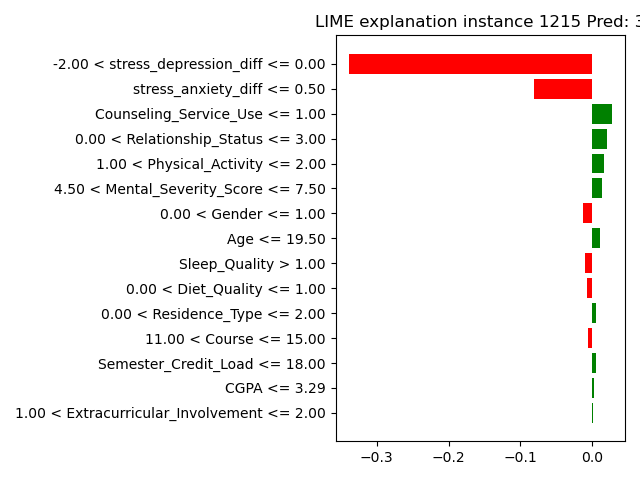 LIME explanation instance 1215 Pred: 3
-2.00 < stress_depression_diff <= 0.00
stress_anxiety_diff <= 0.50
Counseling_Service_Use <= 1.00
0.00 < Relationship_Status <= 3.00
1.00 < Physical_Activity <= 2.00
4.50 < Mental_Severity_Score <= 7.50
0.00 < Gender <= 1.00
Age <= 19.50
Sleep_Quality > 1.00
0.00 < Diet_Quality <= 1.00
0.00 < Residence_Type <= 2.00
11.00 < Course <= 15.00
Semester_Credit_Load <= 18.00
CGPA <= 3.29
1.00 < Extracurricular_Involvement <= 2.00
−0.3 −0.2 −0.1 0.0